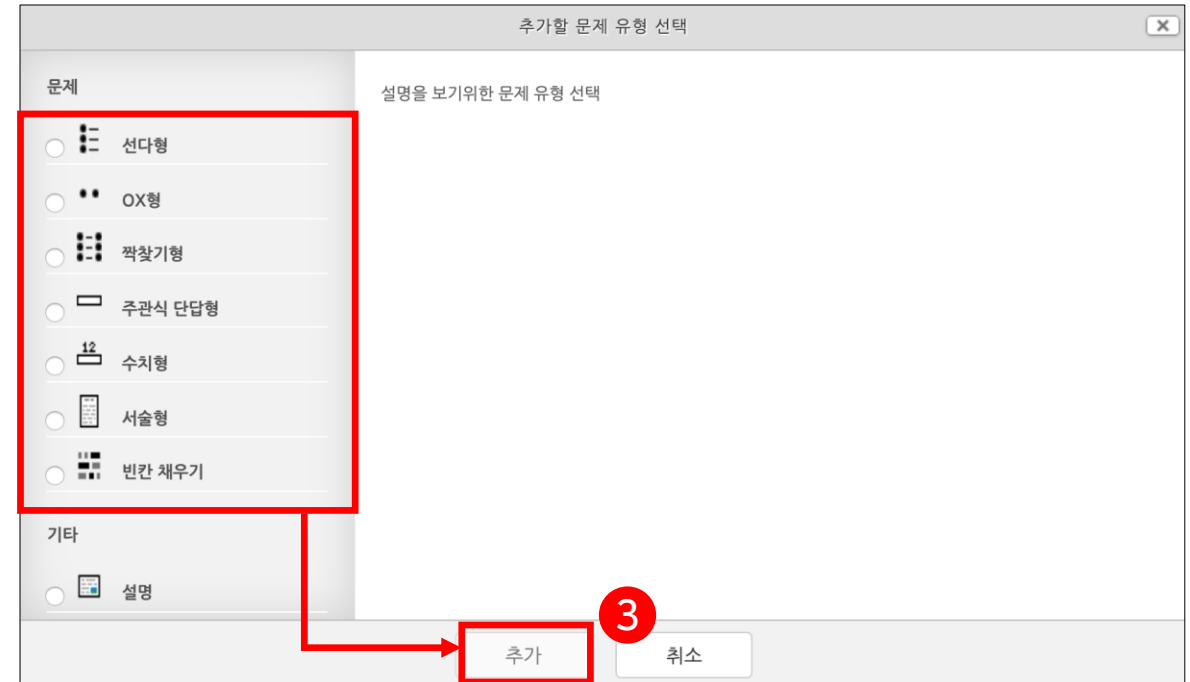 추가할 문제 유형 선택
문제
설명을 보기위한 문제 유형 선택
선다형
OX형
짝찾기형
주관식 단답형
12
수치형
서술형
빈칸 채우기
기타
설명
3
추가
취소